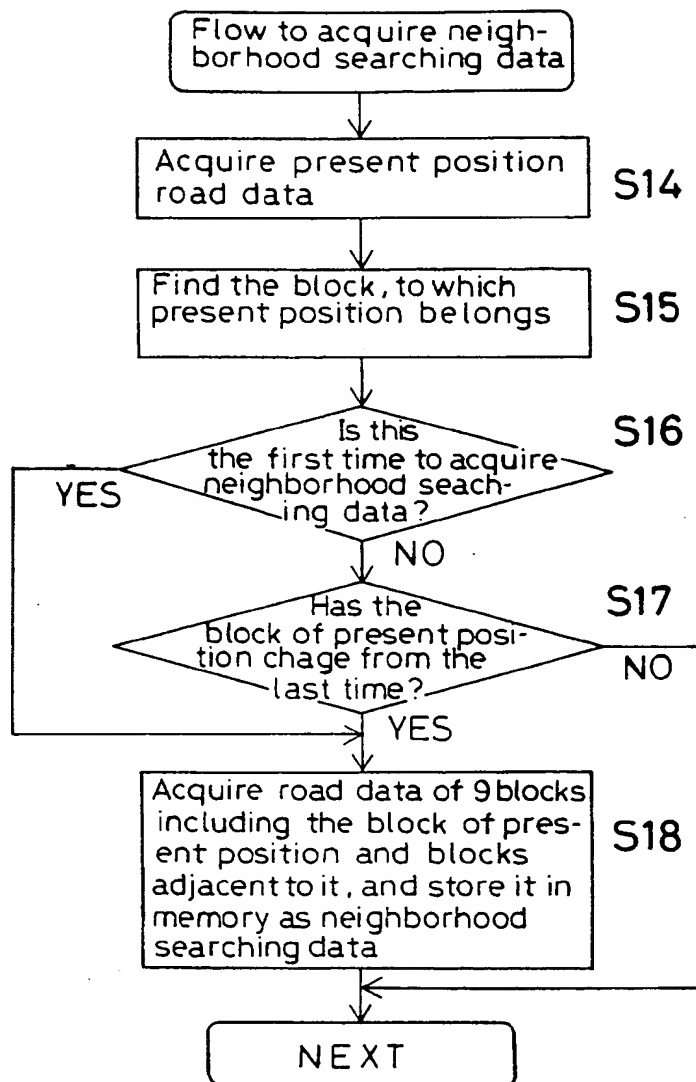 Flow to acquire neigh-
borhood searching data
Acquire present position
road data
S14
Find the block, to which
present position belongs
S15
S16
Is this
the first time to acquire
neighborhood seach-
ing data?
YES
NO
S17
Has the
block of present posi-
tion chage from the
last time?
NO
YES
Acquire road data of 9 blocks
including the block of pres-
ent position and blocks
adjacent to it, and store it in
memory as neighborhood
searching data
S18
NEXT